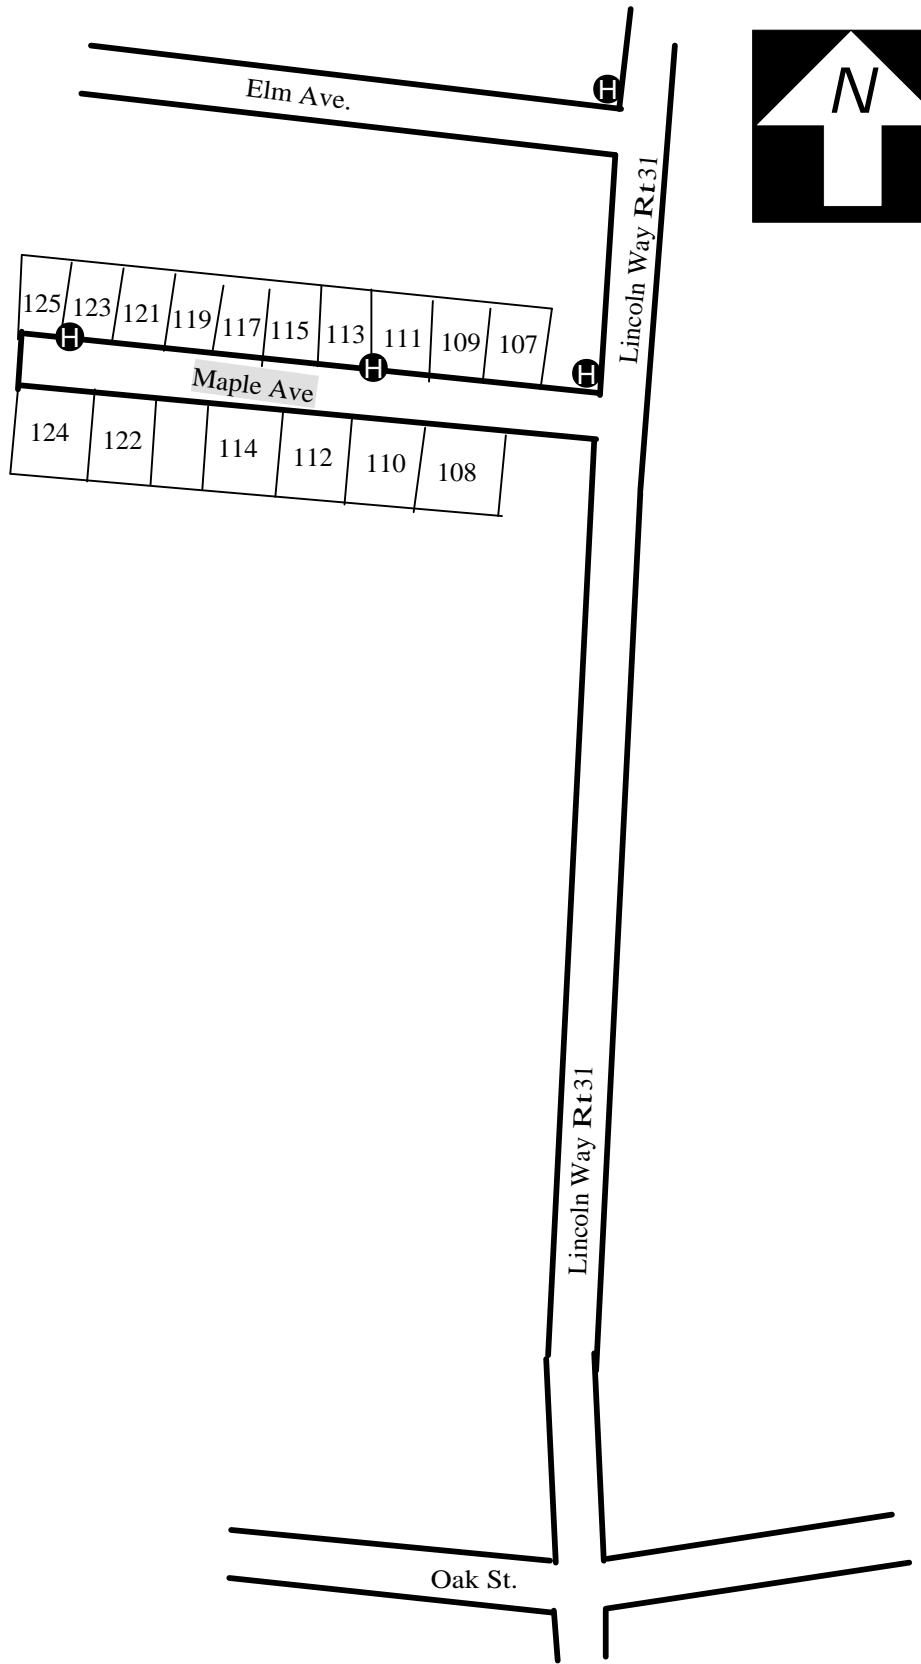 H
N
Elm Ave.
Lincoln Way Rt31
125 123 121 119 117 115 113 111 109 107
H
H
H
Maple Ave
124 122 114 112 110 108
Lincoln Way Rt31
Oak St.